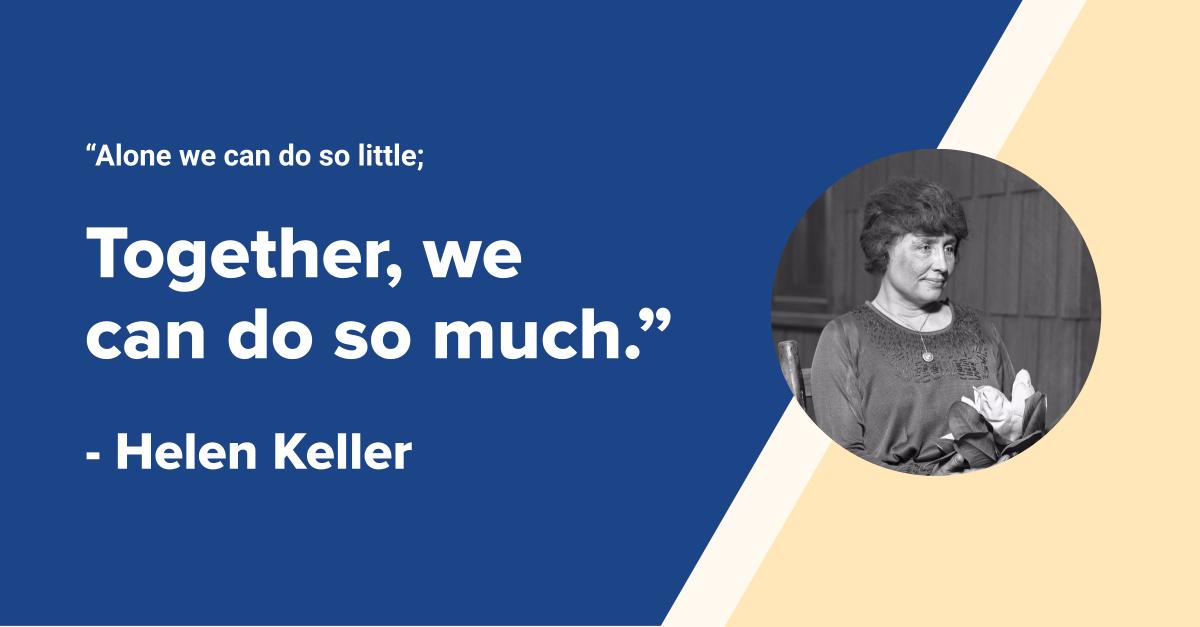 “Alone we can do so little;
Together, we
can do so much.”
- Helen Keller